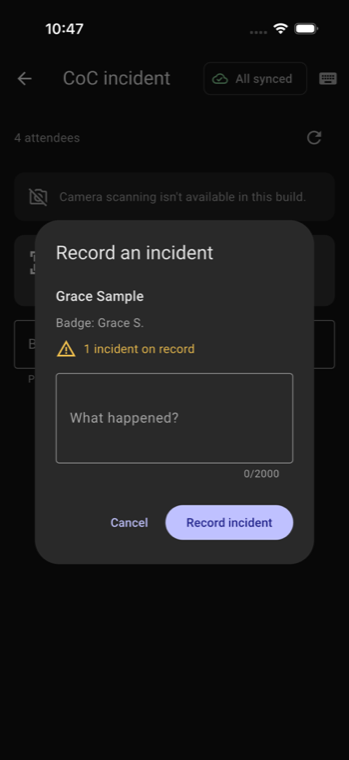 10:47
CoC incident
All synced
4 attendees
Camera scanning isn't available in this build.
Record an incident
Grace Sample
Badge: Grace S.
1 incident on record
What happened?
0/2000
Cancel
Record incident